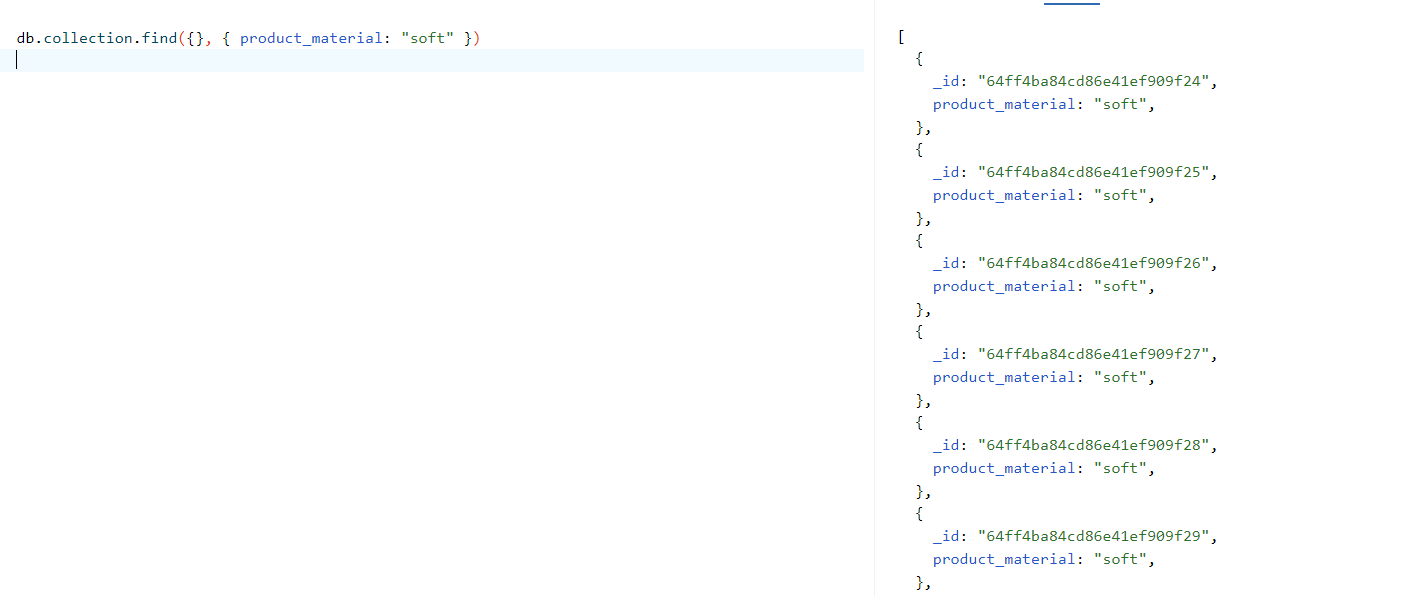 db.collection.find({}, { product_material: "soft" })
[
{
_id: "64ff4ba84cd86e41ef909f24",
product_material: "soft",
},
{
_id: "64ff4ba84cd86e41ef909f25",
product_material: "soft",
},
{
_id: "64ff4ba84cd86e41ef909f26",
product_material: "soft",
},
{
_id: "64ff4ba84cd86e41ef909f27",
product_material: "soft",
},
{
_id: "64ff4ba84cd86e41ef909f28",
product_material: "soft",
},
{
_id: "64ff4ba84cd86e41ef909f29",
product_material: "soft",
},